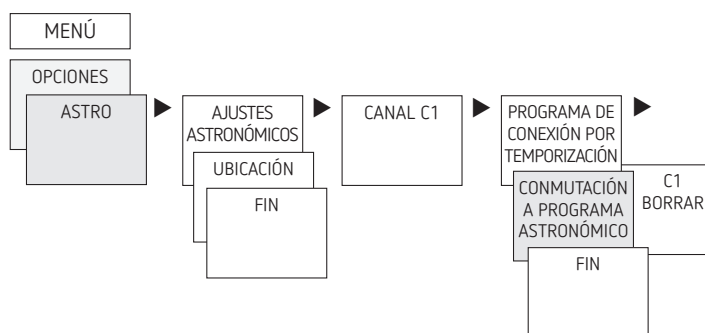 MENÚ
OPCIONES
ASTRO
AJUSTES
ASTRONÓMICOS
UBICACIÓN
FIN
CANAL C1
PROGRAMA DE
CONEXIÓN POR
TEMPORIZACIÓN
CONMUTACIÓN
A PROGRAMA
ASTRONÓMICO
FIN
C1
BORRAR